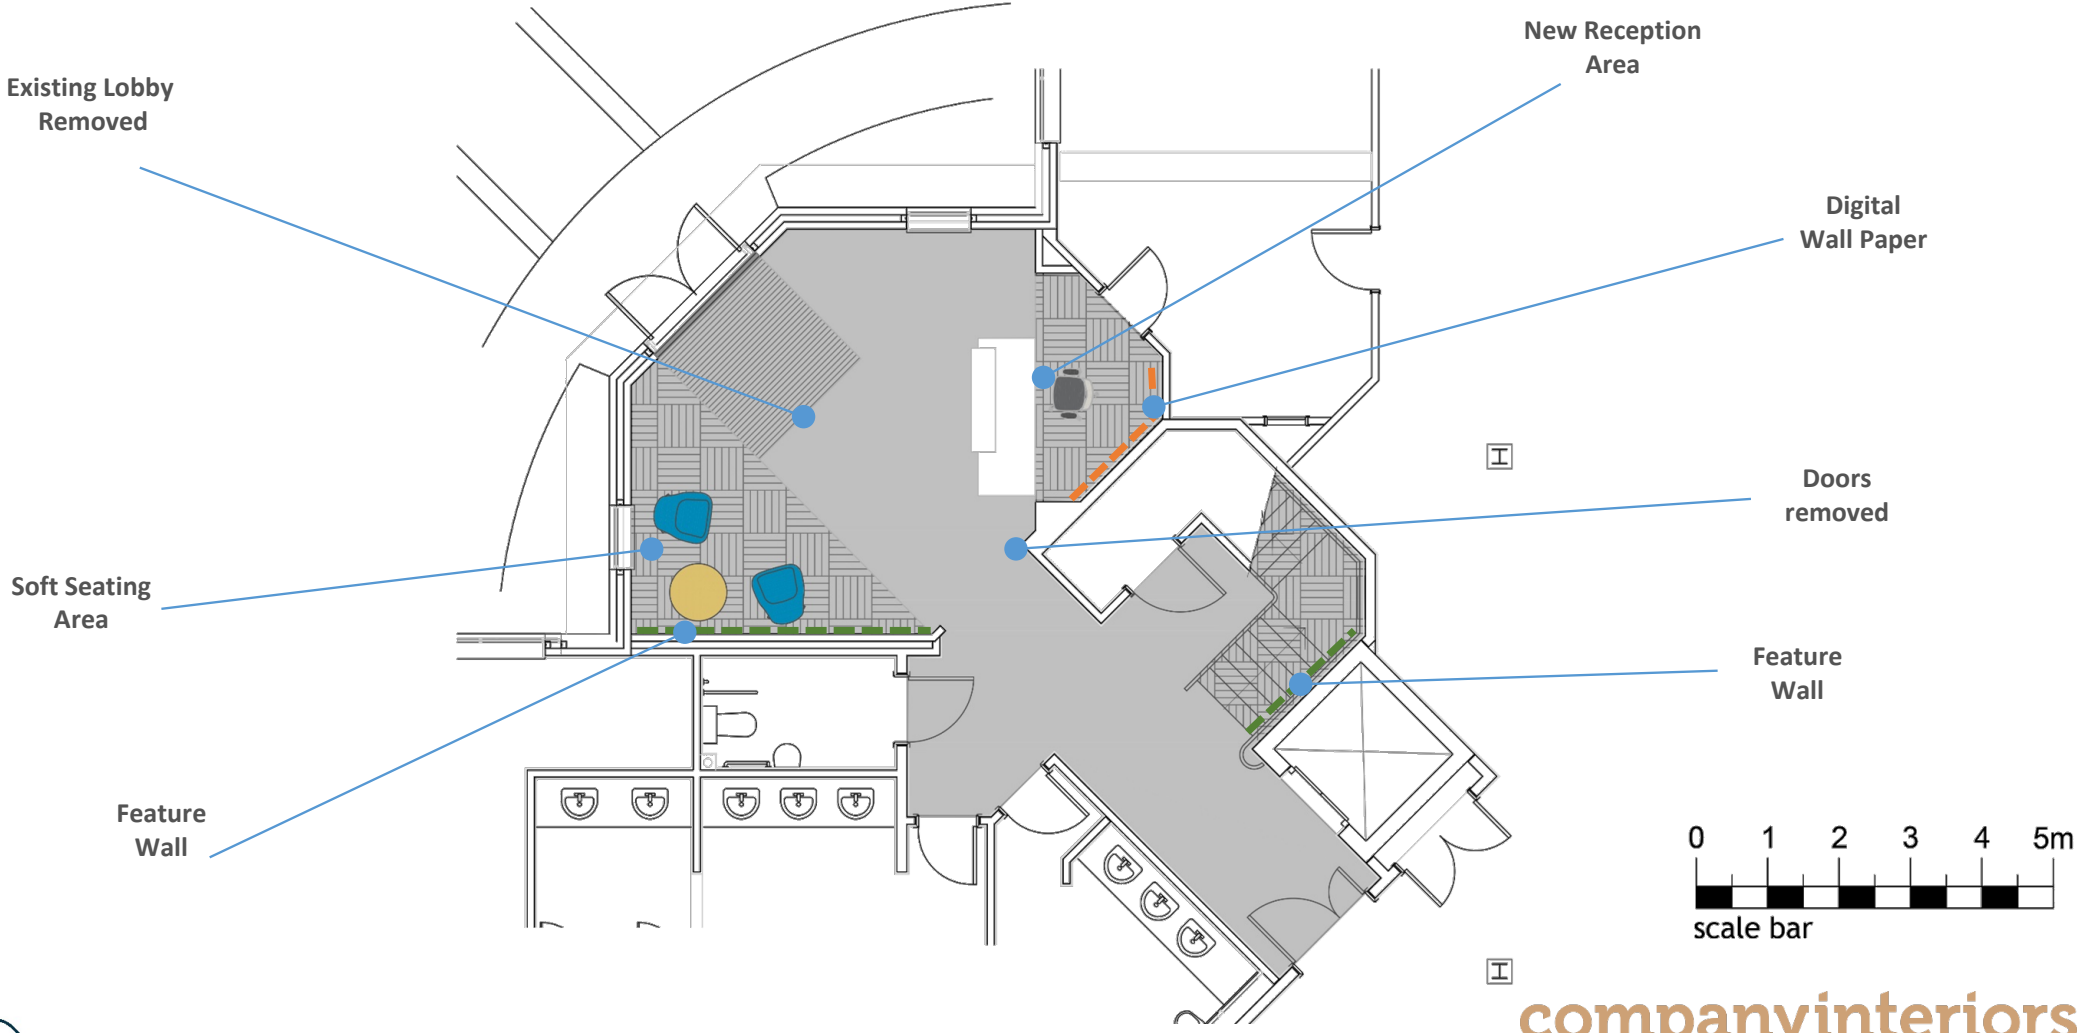 New Reception
Area
Existing Lobby
Removed
Digital
Wall Paper
Doors
removed
Soft Seating
Area
Feature
Wall
Feature
Wall
0 1 2 3 4 5m
scale bar
companyinteriors